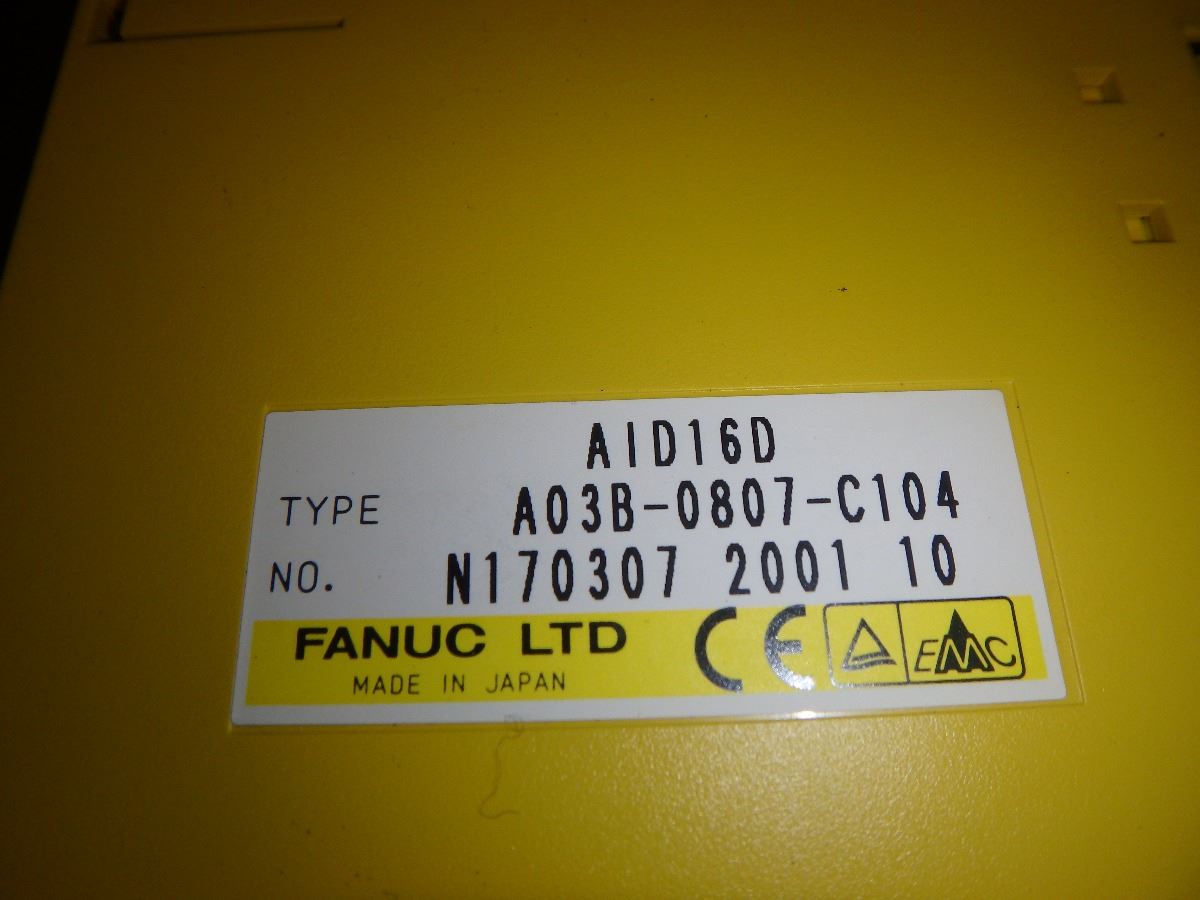 AID16D
TYPE A03B-0807-C104
NO. N170307 2001 10
FANUC LTD CE EMC
MADE IN JAPAN